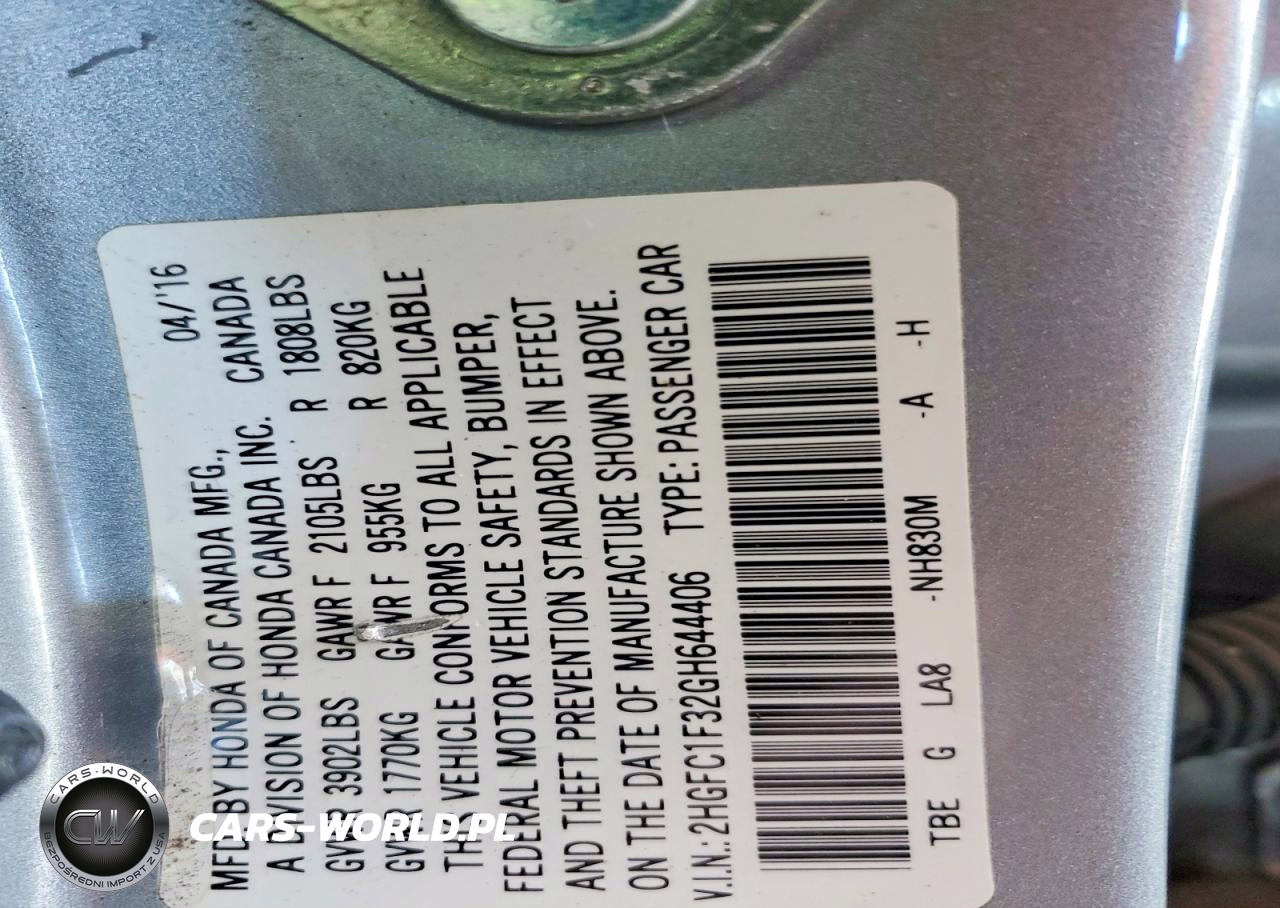 04/'16
MFD BY HONDA OF CANADA MFG.,
A DIVISION OF HONDA CANADA INC. CANADA
GVWR 3902LBS GAWR F 2105LBS R 1808LBS
GVWR 1770KG GAWR F 955KG R 820KG
THIS VEHICLE CONFORMS TO ALL APPLICABLE
FEDERAL MOTOR VEHICLE SAFETY, BUMPER,
AND THEFT PREVENTION STANDARDS IN EFFECT
ON THE DATE OF MANUFACTURE SHOWN ABOVE.
V.I.N.:2HGFC1F32GH644406 TYPE: PASSENGER CAR
TBE G LA8 -NH830M -A -H
CARS-WORLD
CW
BEZPOŚREDNI IMPORT Z USA
CARS-WORLD.PL